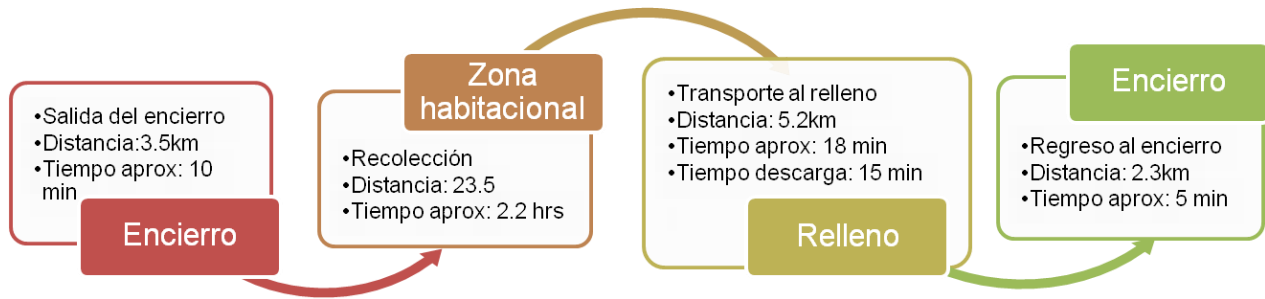 •Salida del encierro
•Distancia:3.5km
•Tiempo aprox: 10
min
Encierro
Zona
habitacional
•Recolección
•Distancia: 23.5
•Tiempo aprox: 2.2 hrs
•Transporte al relleno
•Distancia: 5.2km
•Tiempo aprox: 18 min
•Tiempo descarga: 15 min
Relleno
Encierro
•Regreso al encierro
•Distancia: 2.3km
•Tiempo aprox: 5 min